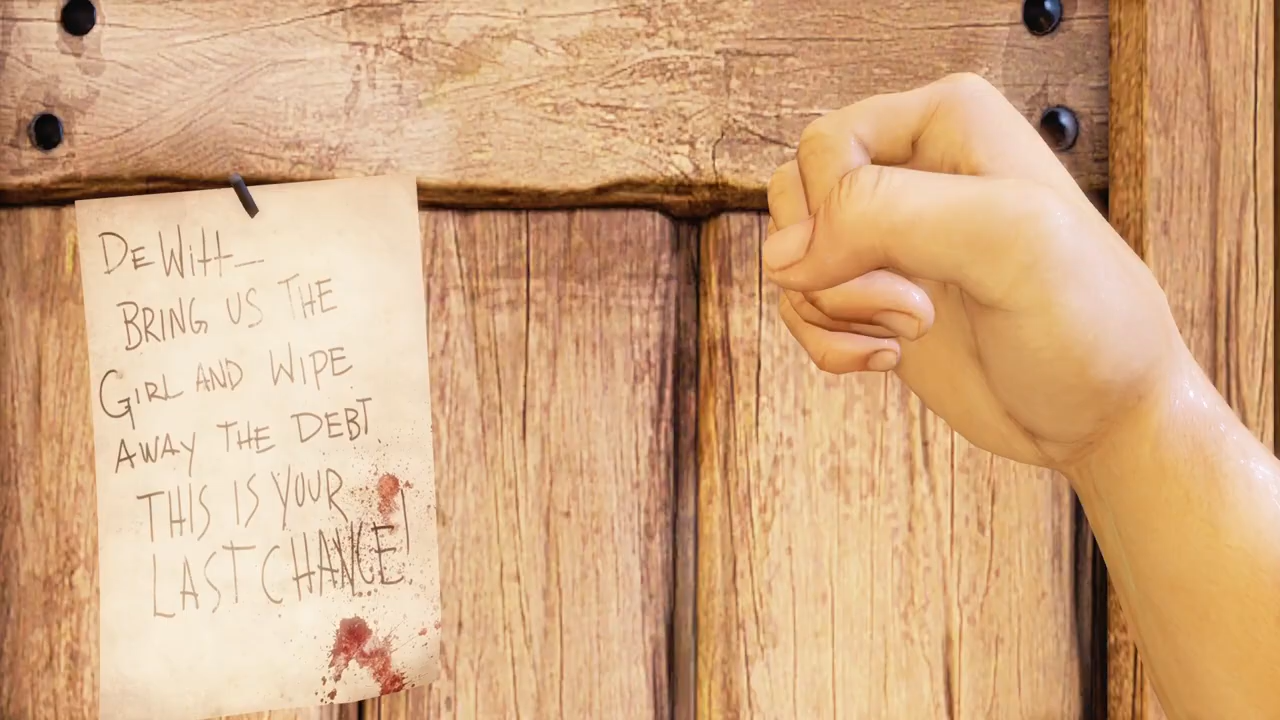 DEWitt—
BRING US THE
GIRL AND WIPE
AWAY THE DEBT.
THIS IS YOUR
LAST CHANCE!